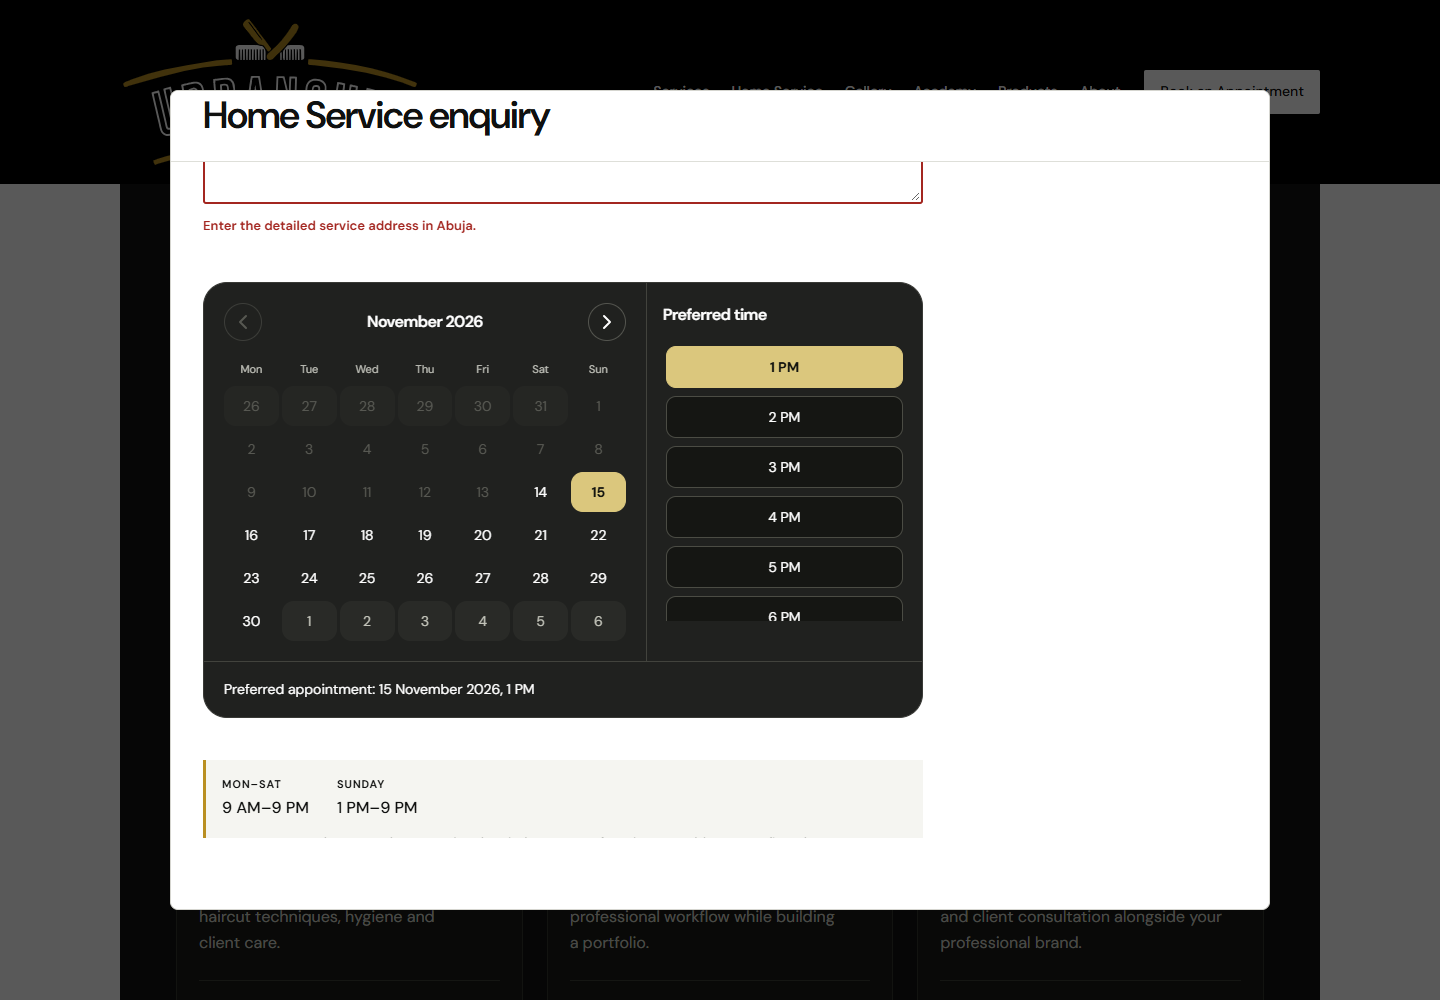 Home Service enquiry
Enter the detailed service address in Abuja.
November 2026
Mon Tue Wed Thu Fri Sat Sun
26 27 28 29 30 31 1
2 3 4 5 6 7 8
9 10 11 12 13 14 15
16 17 18 19 20 21 22
23 24 25 26 27 28 29
30 1 2 3 4 5 6
Preferred time
1 PM
2 PM
3 PM
4 PM
5 PM
6 PM
Preferred appointment: 15 November 2026, 1 PM
MON–SAT
9 AM–9 PM
SUNDAY
1 PM–9 PM
haircut techniques, hygiene and
client care.
professional workflow while building
a portfolio.
and client consultation alongside your
professional brand.